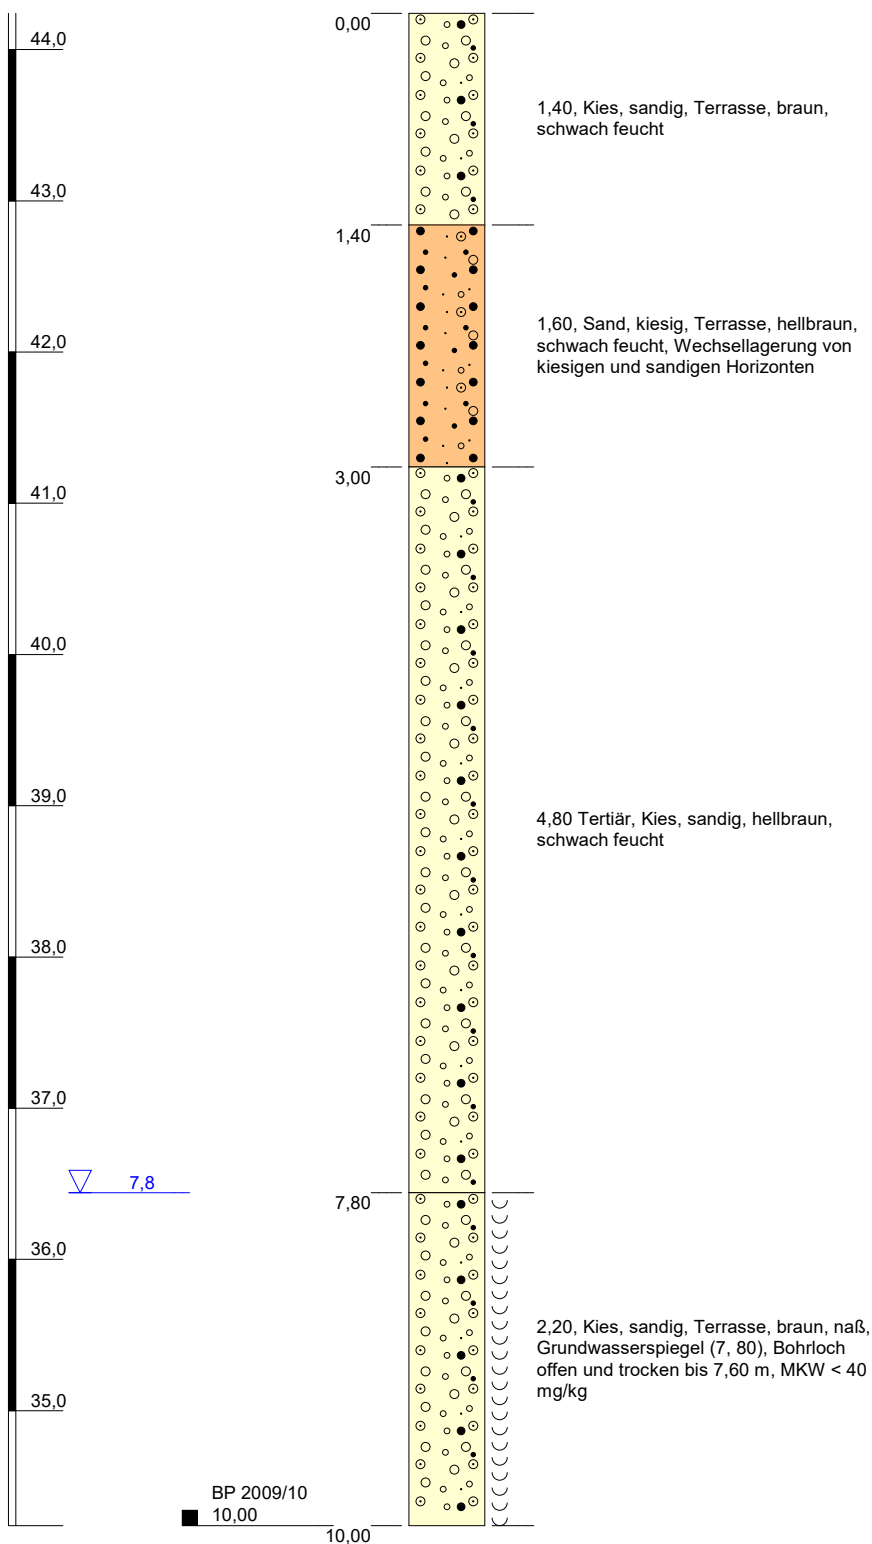 0,00
44,0
1,40, Kies, sandig, Terrasse, braun,
schwach feucht
43,0
1,40
1,60, Sand, kiesig, Terrasse, hellbraun,
schwach feucht, Wechsellagerung von
kiesigen und sandigen Horizonten
42,0
3,00
41,0
40,0
39,0
4,80 Tertiär, Kies, sandig, hellbraun,
schwach feucht
38,0
37,0
7,8
7,80
36,0
2,20, Kies, sandig, Terrasse, braun, naß,
Grundwasserspiegel (7, 80), Bohrloch
offen und trocken bis 7,60 m, MKW < 40
mg/kg
35,0
BP 2009/10
10,00
10,00